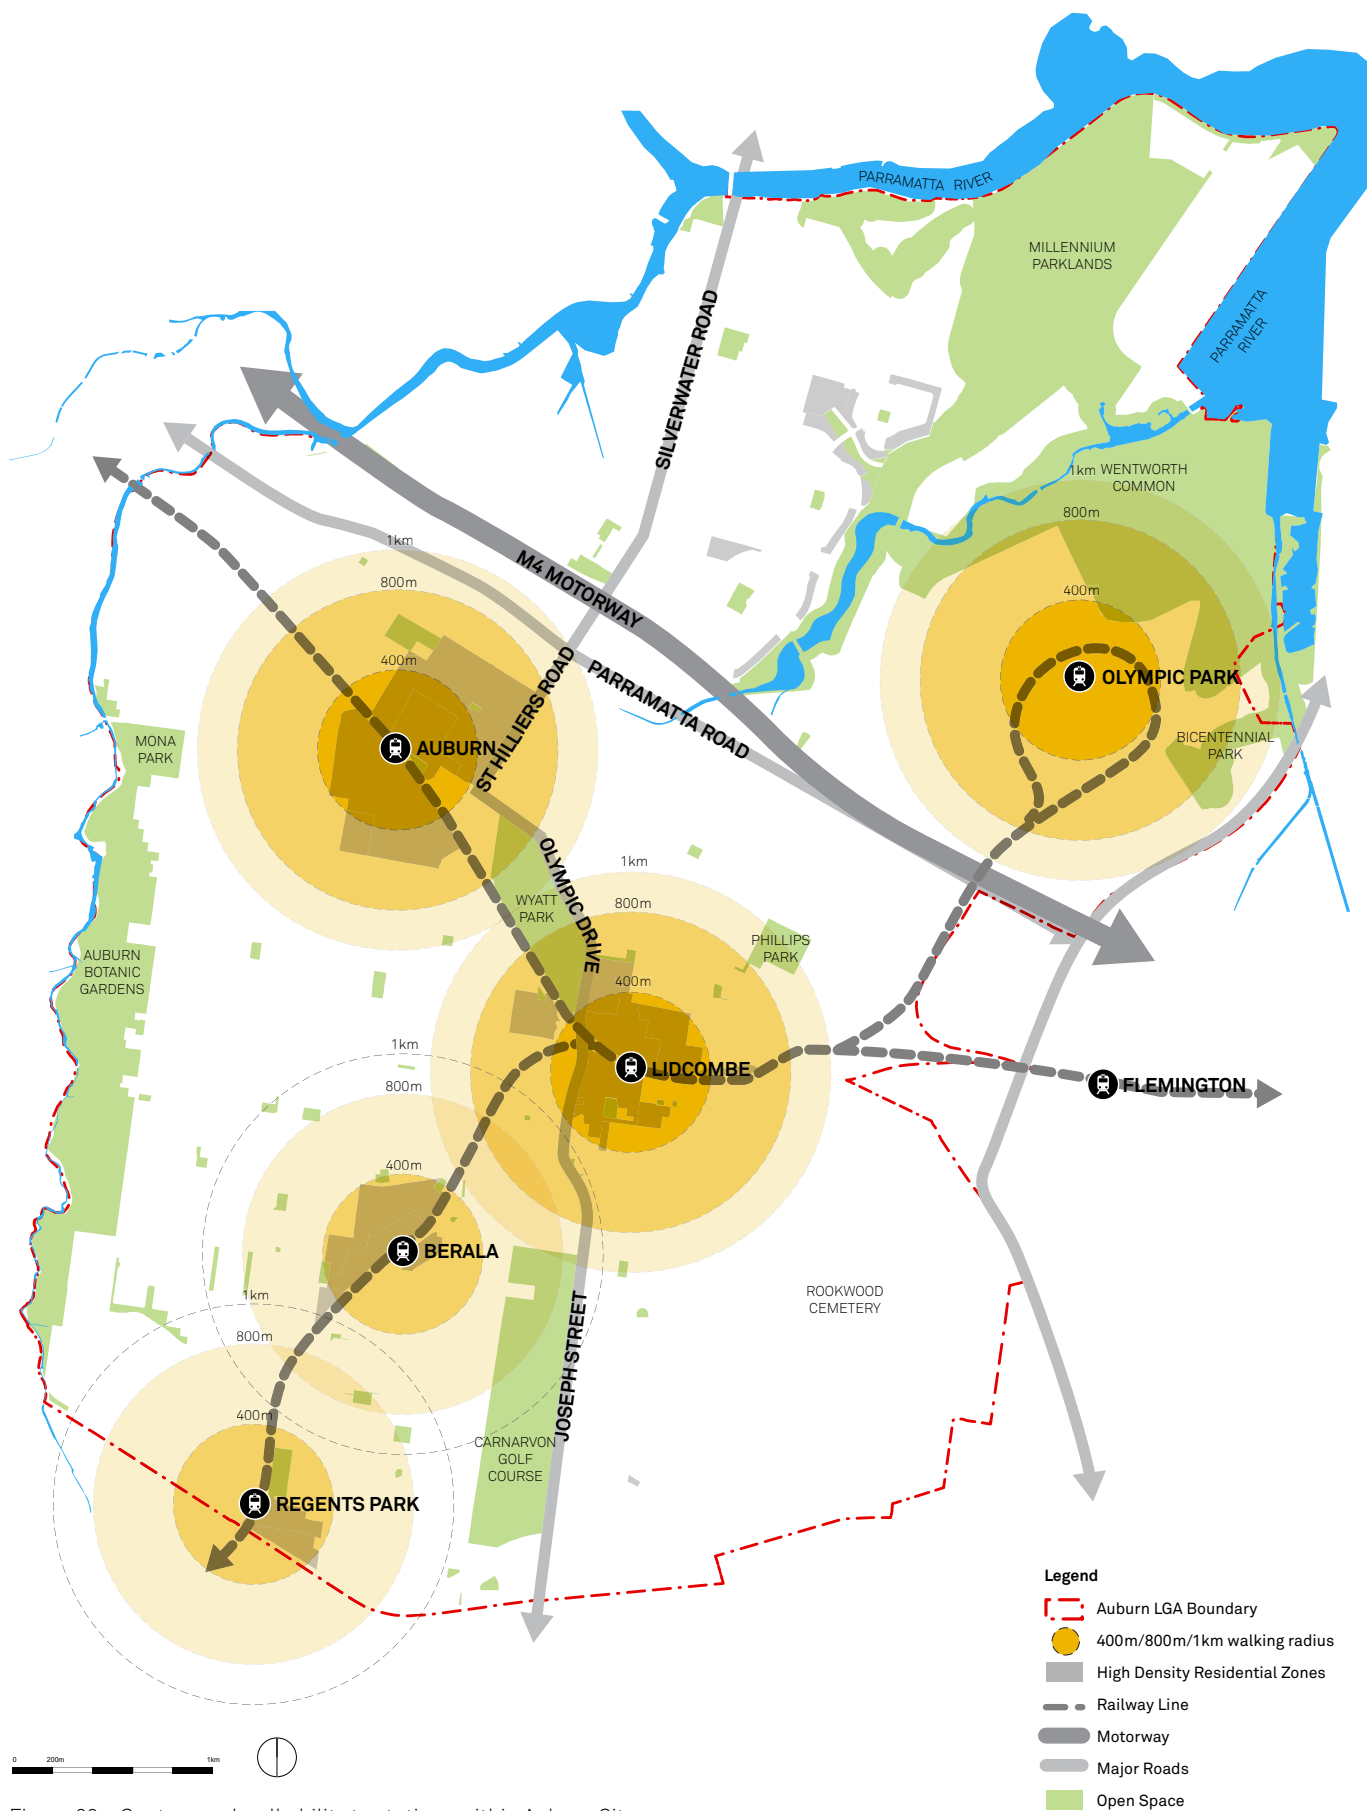 PARRAMATTA RIVER
MILLENNIUM
PARKLANDS
PARRAMATTA
RIVER
SILVERWATER ROAD
1km
WENTWORTH
COMMON
800m
400m
OLYMPIC PARK
BICENTENNIAL
PARK
1km
800m
400m
M4 MOTORWAY
PARRAMATTA ROAD
ST HILLIERS ROAD
AUBURN
MONA
PARK
OLYMPIC DRIVE
1km
800m
400m
WYATT
PARK
PHILLIPS
PARK
AUBURN
BOTANIC
GARDENS
LIDCOMBE
FLEMINGTON
1km
800m
400m
BERALA
ROOKWOOD
CEMETERY
JOSEPH STREET
1km
800m
400m
CARNARVON
GOLF
COURSE
REGENTS PARK
Legend
Auburn LGA Boundary
400m/800m/1km walking radius
High Density Residential Zones
Railway Line
Motorway
Major Roads
Open Space
0 200m 1km